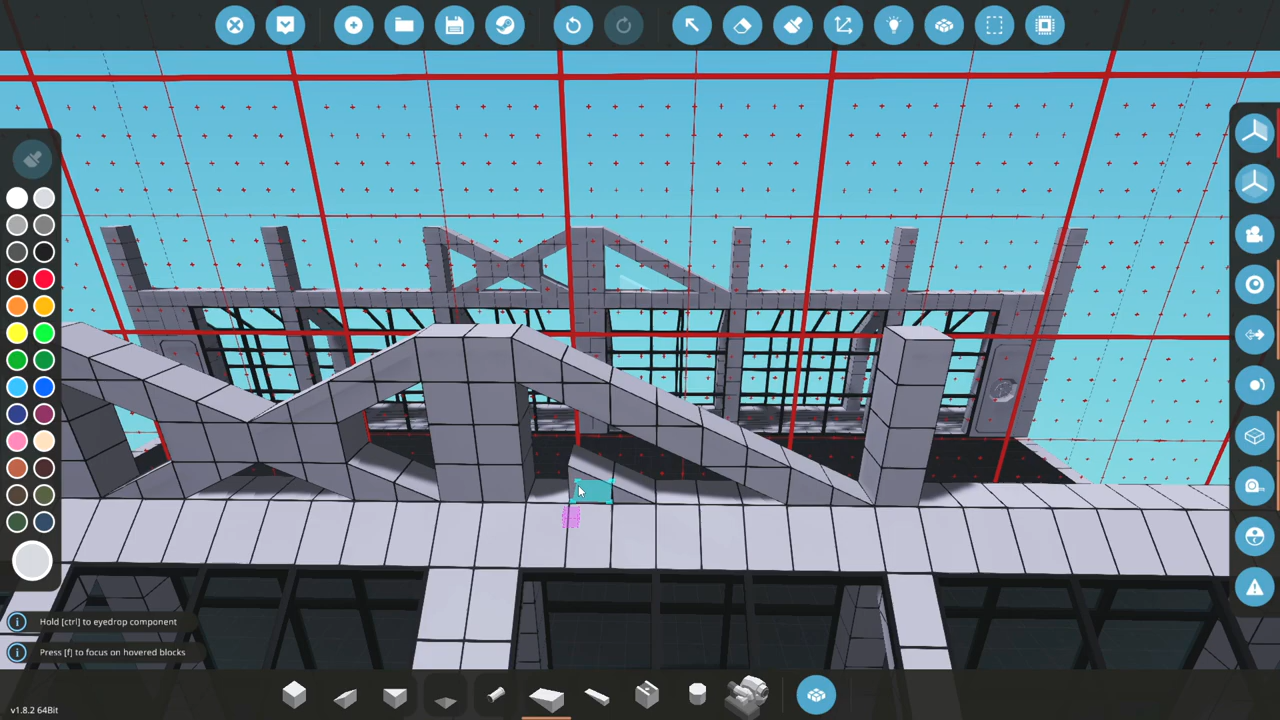 Hold [ctrl] to eyedrop component
Press [f] to focus on hovered blocks
v1.8.2 64Bit